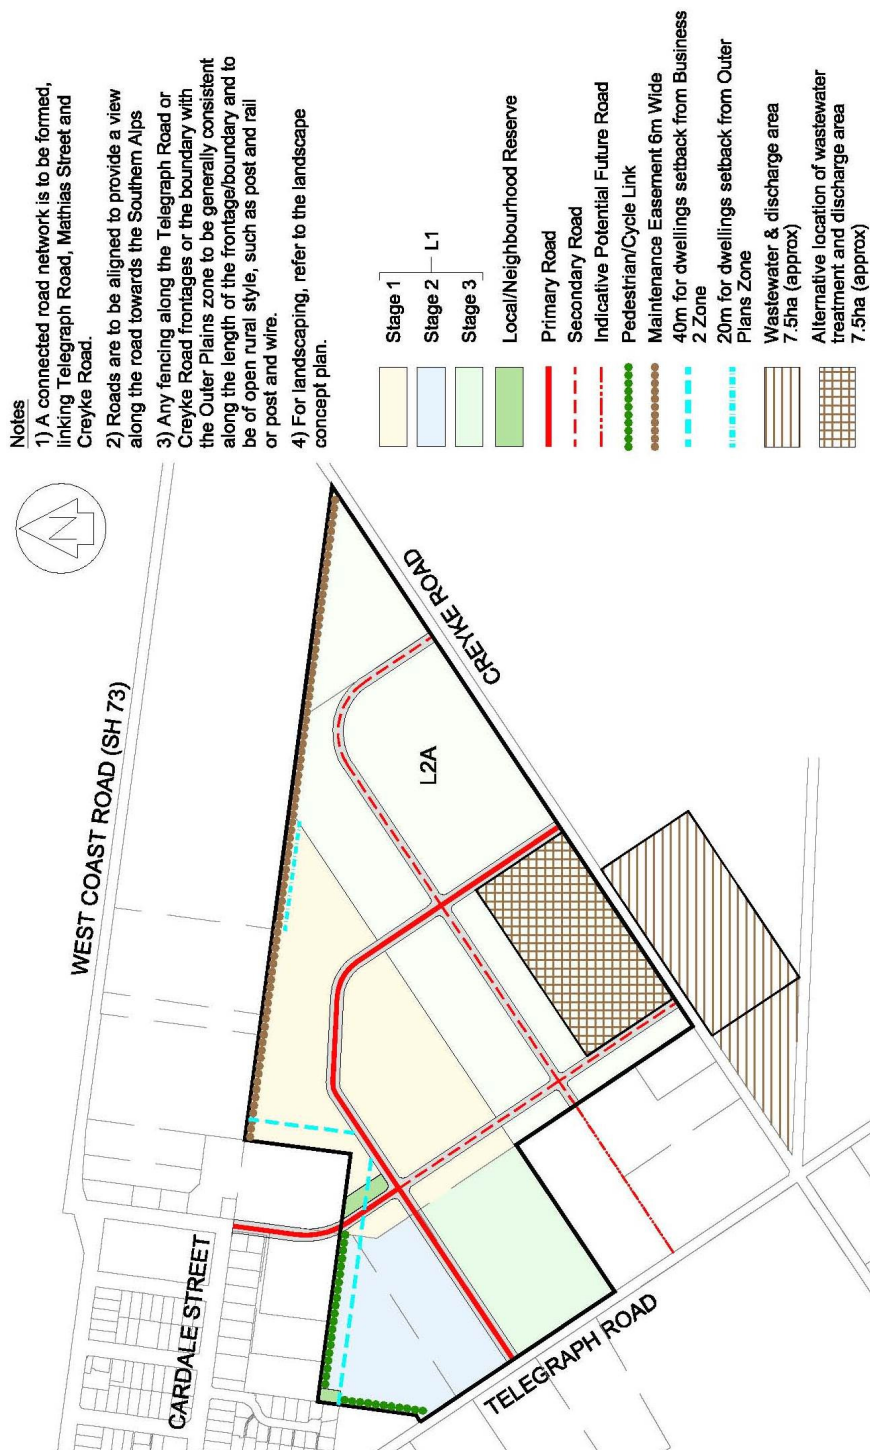 Notes
1) A connected road network is to be formed,
linking Telegraph Road, Mathias Street and
Creyke Road.
2) Roads are to be aligned to provide a view
along the road towards the Southern Alps
3) Any fencing along the Telegraph Road or
Creyke Road frontages or the boundary with
the Outer Plains zone to be generally consistent
along the length of the frontage/boundary and to
be of open rural style, such as post and rail
or post and wire.
4) For landscaping, refer to the landscape
concept plan.
Stage 1
Stage 2
Stage 3
L1
Local/Neighbourhood Reserve
Primary Road
Secondary Road
Indicative Potential Future Road
Pedestrian/Cycle Link
Maintenance Easement 6m Wide
40m for dwellings setback from Business
2 Zone
20m for dwellings setback from Outer
Plans Zone
Wastewater & discharge area
7.5ha (approx)
Alternative location of wastewater
treatment and discharge area
7.5ha (approx)
N
WEST COAST ROAD (SH 73)
CREYKE ROAD
L2A
CARDALE STREET
TELEGRAPH ROAD